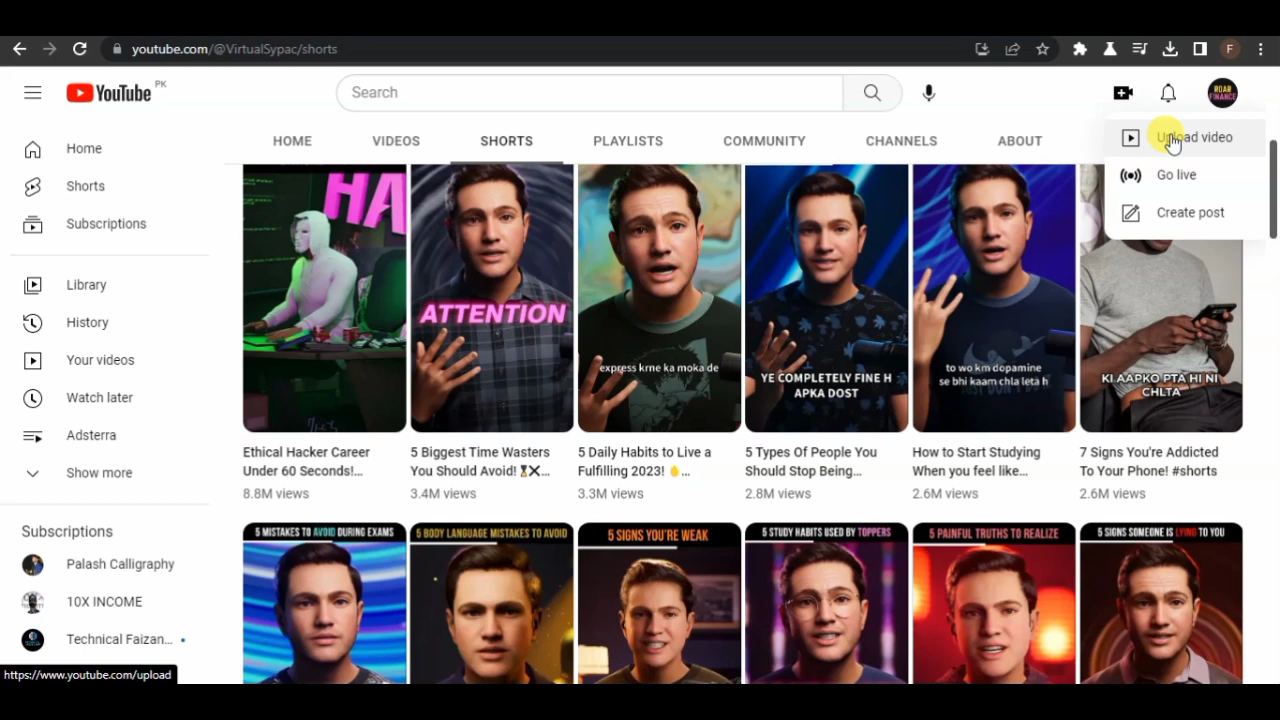 youtube.com/@VirtualSypac/shorts
F
YouTube PK
Search
ROAR
FINANCE
HOME
VIDEOS
SHORTS
PLAYLISTS
COMMUNITY
CHANNELS
ABOUT
Upload video
Go live
Create post
Home
Shorts
Subscriptions
Library
History
Your videos
Watch later
Adsterra
Show more
Subscriptions
Palash Calligraphy
10X INCOME
Technical Faizan...
HA
ATTENTION
express krne ka moka de
YE COMPLETELY FINE H
APKA DOST
to wo km dopamine
se bhi kaam chla leta h
KI AAPKO PTA HI NI
CHLTA
Ethical Hacker Career
Under 60 Seconds!...
8.8M views
5 Biggest Time Wasters
You Should Avoid! ⌛❌...
3.4M views
5 Daily Habits to Live a
Fulfilling 2023! ✋...
3.3M views
5 Types Of People You
Should Stop Being...
2.8M views
How to Start Studying
When you feel like...
2.6M views
7 Signs You're Addicted
To Your Phone! #shorts
2.6M views
5 MISTAKES TO AVOID DURING EXAMS
5 BODY LANGUAGE MISTAKES TO AVOID
5 SIGNS YOU'RE WEAK
5 STUDY HABITS USED BY TOPPERS
5 PAINFUL TRUTHS TO REALIZE
5 SIGNS SOMEONE IS LYING TO YOU
https://www.youtube.com/upload